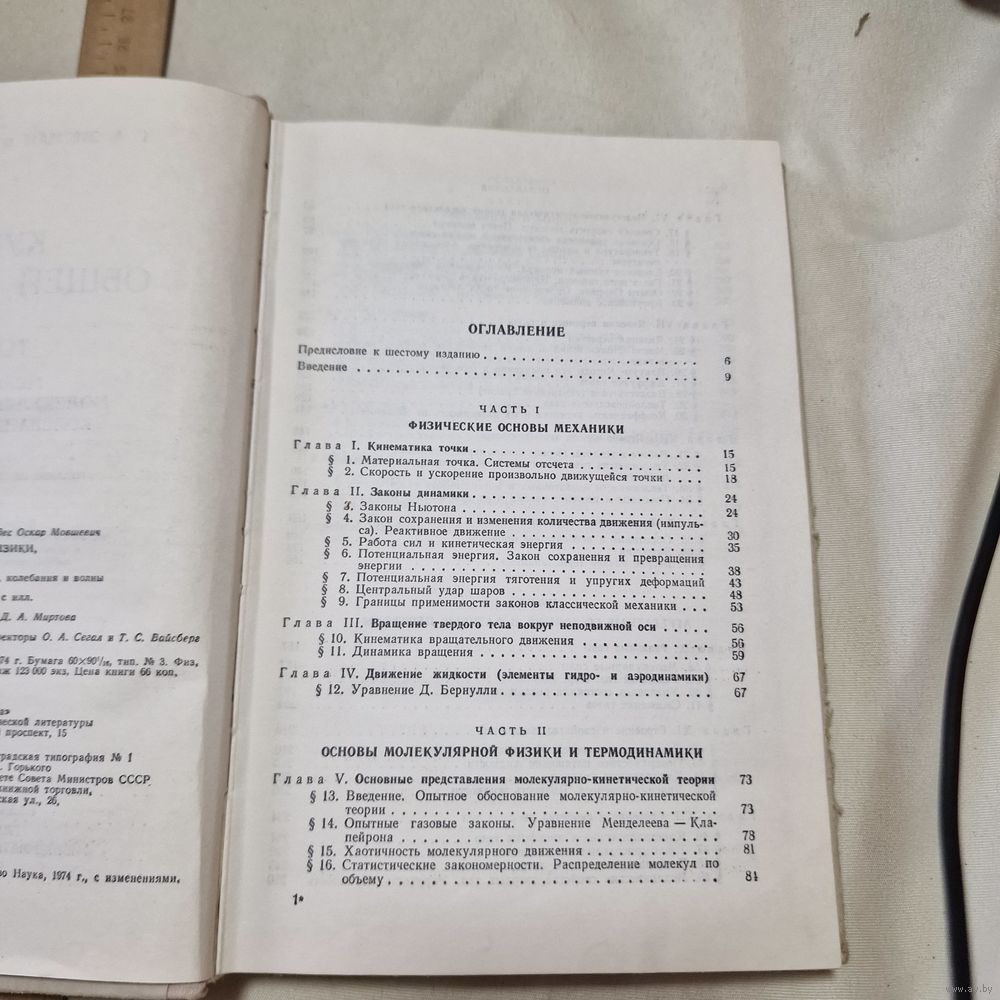 Оскар Мовшевич
колебания и волны
с илл.
Д. А. Миртова
О. А. Сегал и Т. С. Вайсберг
74 г. Бумага 60×90¹/₁₆, тип. № 3. Физ.
123 000 экз. Цена книги 66 коп.
литературы
проспект, 15
типография № 1
Горького
Совета Министров СССР
торговли,
ул., 26.
Наука, 1974 г., с изменениями.
ОГЛАВЛЕНИЕ
Предисловие к шестому изданию . . . . . . . . . . 6
Введение . . . . . . . . . . 9
ЧАСТЬ I
ФИЗИЧЕСКИЕ ОСНОВЫ МЕХАНИКИ
Глава I. Кинематика точки . . . . . . . . . . 15
§ 1. Материальная точка. Системы отсчета . . . . . . . . . . 15
§ 2. Скорость и ускорение произвольно движущейся точки . . . . 18
Глава II. Законы динамики . . . . . . . . . . 24
§ 3. Законы Ньютона . . . . . . . . . . 24
§ 4. Закон сохранения и изменения количества движения (импуль-
са). Реактивное движение . . . . . . . . . . 30
§ 5. Работа сил и кинетическая энергия . . . . . . . . . . 35
§ 6. Потенциальная энергия. Закон сохранения и превращения
энергии . . . . . . . . . . 38
§ 7. Потенциальная энергия тяготения и упругих деформаций 43
§ 8. Центральный удар шаров . . . . . . . . . . 48
§ 9. Границы применимости законов классической механики . . . 53
Глава III. Вращение твердого тела вокруг неподвижной оси . . . . . 56
§ 10. Кинематика вращательного движения . . . . . . . . . . 56
§ 11. Динамика вращения . . . . . . . . . . 59
Глава IV. Движение жидкости (элементы гидро- и аэродинамики) 67
§ 12. Уравнение Д. Бернулли . . . . . . . . . . 67
ЧАСТЬ II
ОСНОВЫ МОЛЕКУЛЯРНОЙ ФИЗИКИ И ТЕРМОДИНАМИКИ
Глава V. Основные представления молекулярно-кинетической теории 73
§ 13. Введение. Опытное обоснование молекулярно-кинетической
теории . . . . . . . . . . 73
§ 14. Опытные газовые законы. Уравнение Менделеева — Кла-
пейрона . . . . . . . . . . 78
§ 15. Хаотичность молекулярного движения . . . . . . . . . . 81
§ 16. Статистические закономерности. Распределение молекул по
объему . . . . . . . . . . 84
1*
www.ay.by